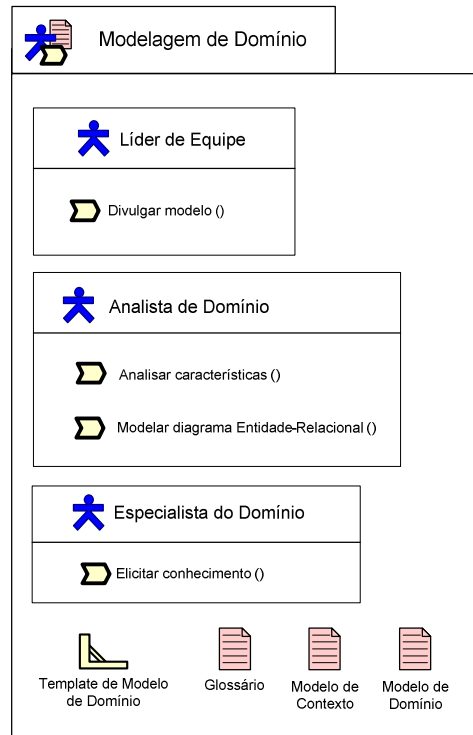 Modelagem de Domínio
Líder de Equipe
Divulgar modelo ()
Analista de Domínio
Analisar características ()
Modelar diagrama Entidade-Relacional ()
Especialista do Domínio
Elicitar conhecimento ()
Template de Modelo
de Domínio
Glossário
Modelo de
Contexto
Modelo de
Domínio